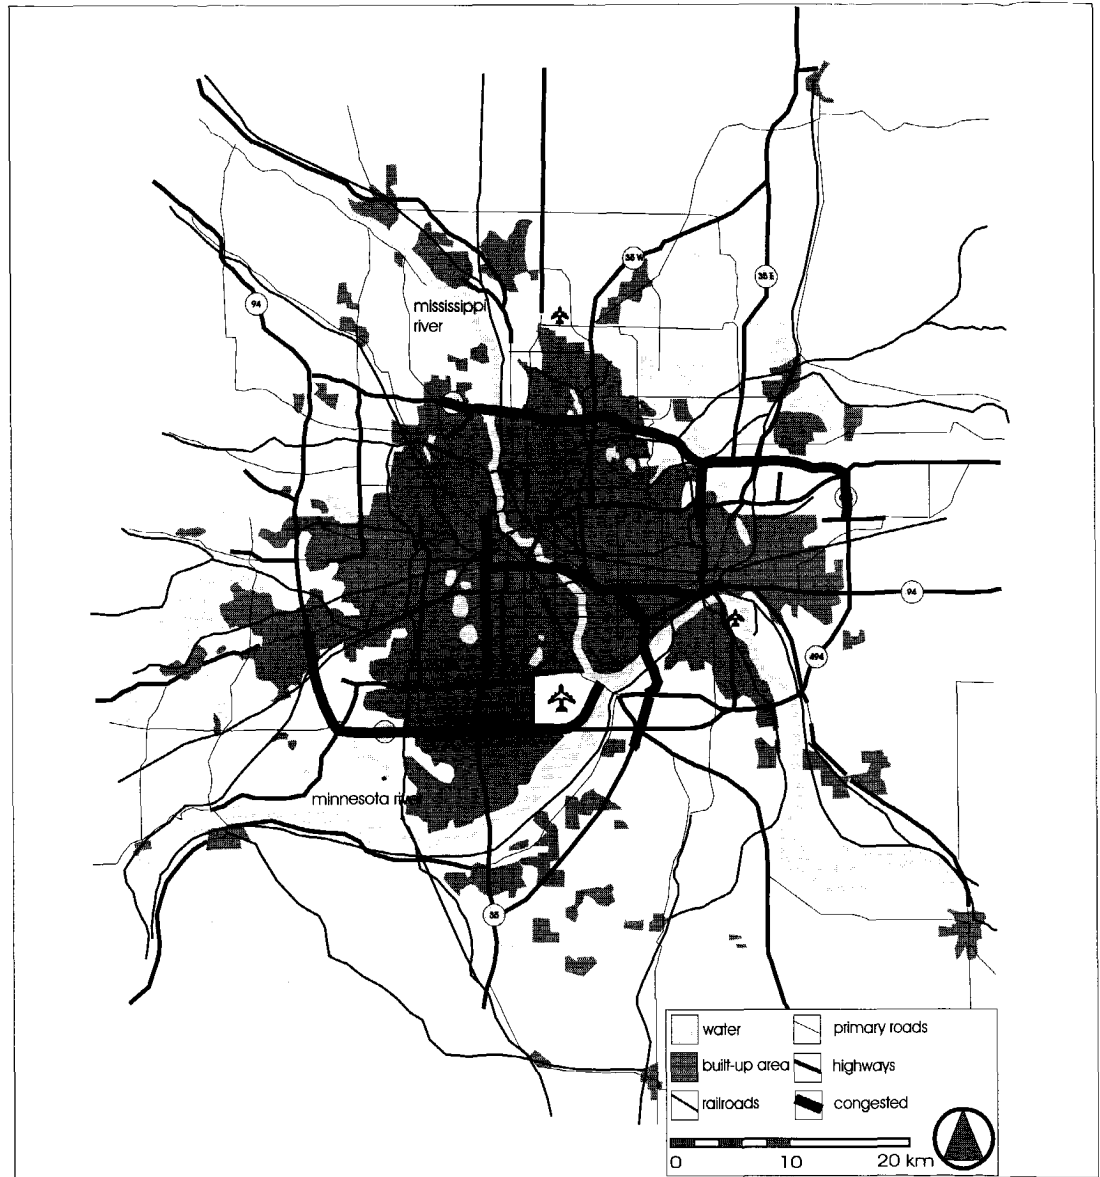 35 W
35 E
94
mississippi
river
94
494
minnesota river
35
water
primary roads
built-up area
highways
railroads
congested
0
10
20 km